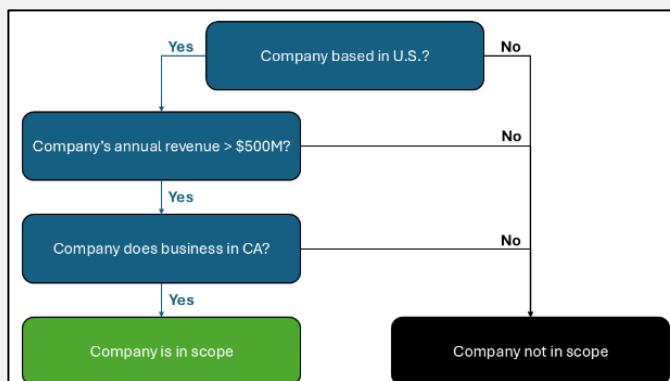 Yes
Company based in U.S.?
No
Company's annual revenue > $500M?
No
Yes
Company does business in CA?
No
Yes
Company is in scope
Company not in scope